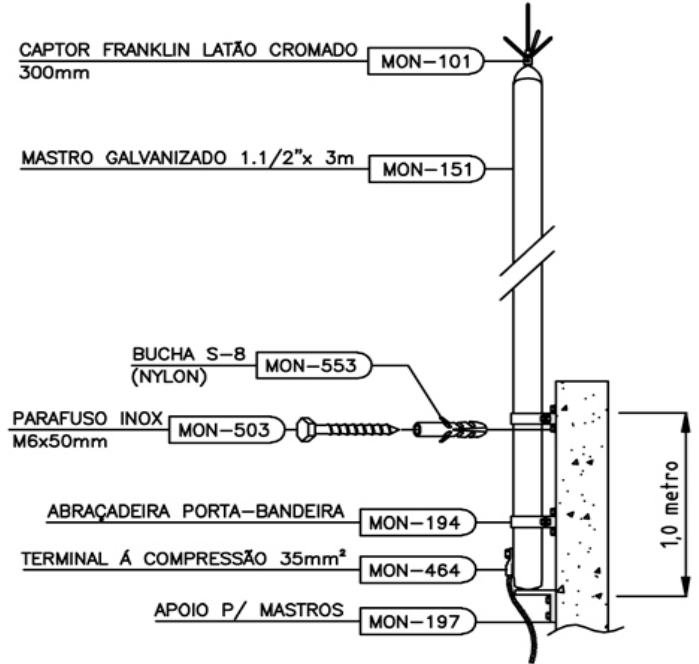 CAPTOR FRANKLIN LATÃO CROMADO
300mm
MON-101
MASTRO GALVANIZADO 1.1/2"x 3m
MON-151
BUCHA S-8
(NYLON)
MON-553
PARAFUSO INOX
M6x50mm
MON-503
ABRAÇADEIRA PORTA-BANDEIRA
MON-194
TERMINAL Á COMPRESSÃO 35mm²
MON-464
APOIO P/ MASTROS
MON-197
1,0 metro